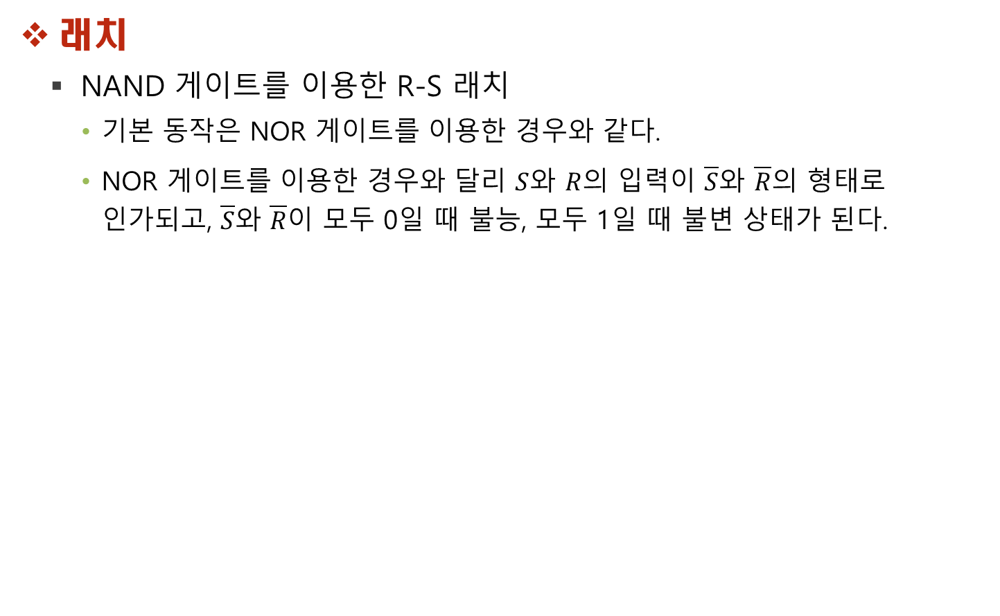 ❖ 래치
▪ NAND 게이트를 이용한 R-S 래치
• 기본 동작은 NOR 게이트를 이용한 경우와 같다.
• NOR 게이트를 이용한 경우와 달리 S와 R의 입력이 S̅와 R̅의 형태로
인가되고, S̅와 R̅이 모두 0일 때 불능, 모두 1일 때 불변 상태가 된다.